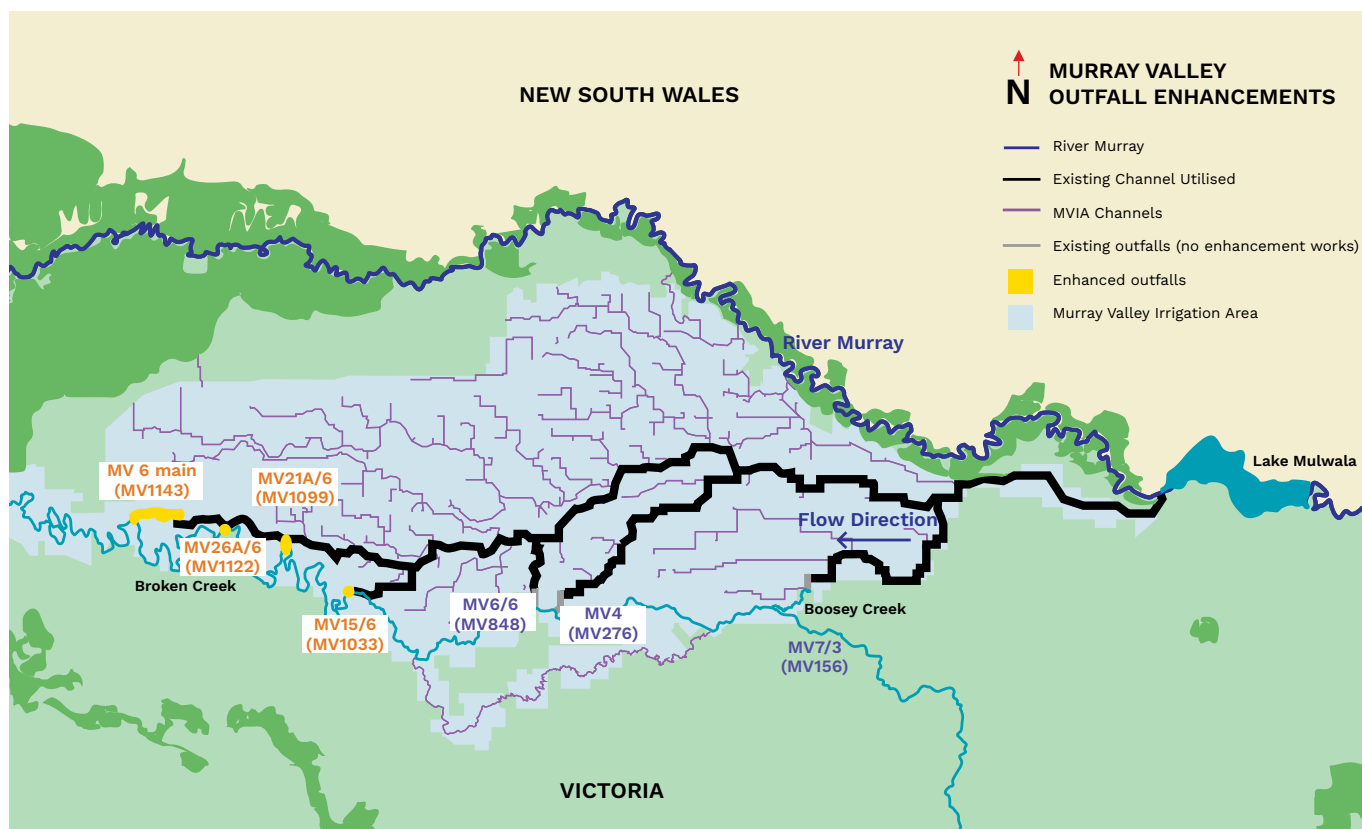 NEW SOUTH WALES
N
MURRAY VALLEY
OUTFALL ENHANCEMENTS
River Murray
Existing Channel Utilised
MVIA Channels
Existing outfalls (no enhancement works)
Enhanced outfalls
Murray Valley Irrigation Area
River Murray
Lake Mulwala
MV 6 main
(MV1143)
MV21A/6
(MV1099)
Flow Direction
MV26A/6
(MV1122)
Broken Creek
MV15/6
(MV1033)
MV6/6
(MV848)
MV4
(MV276)
Boosey Creek
MV7/3
(MV156)
VICTORIA